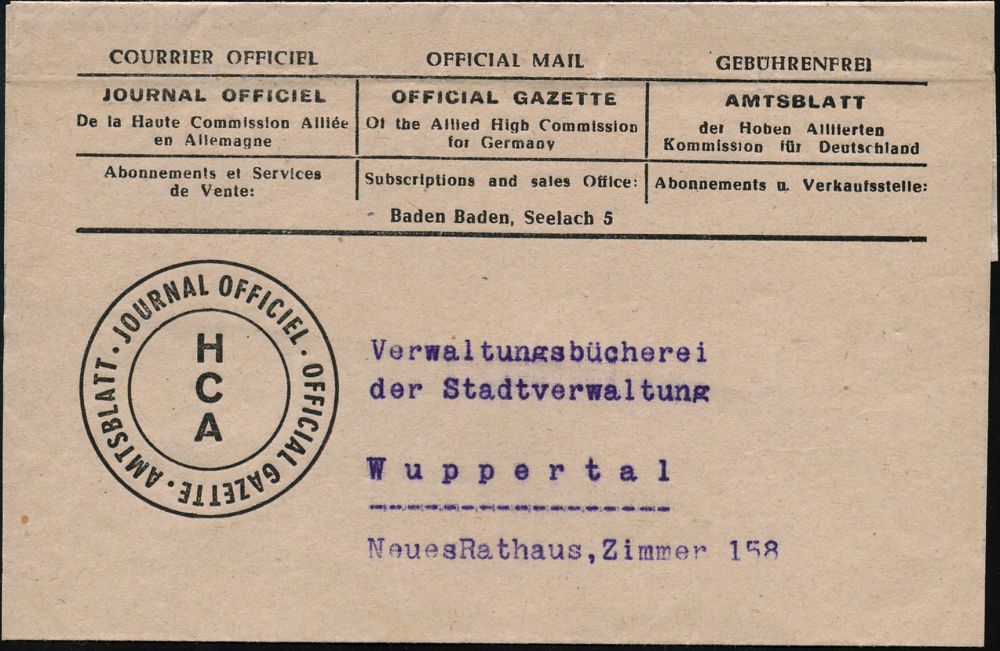 COURRIER OFFICIEL
OFFICIAL MAIL
GEBÜHRENFREI
JOURNAL OFFICIEL
De la Haute Commission Alliée
en Allemagne
OFFICIAL GAZETTE
Of the Allied High Commission
for Germany
AMTSBLATT
der Hohen Alliierten
Kommission für Deutschland
Abonnements et Services
de Vente:
Subscriptions and sales Office:
Abonnements u. Verkaufsstelle:
Baden Baden, Seelach 5
JOURNAL OFFICIEL · OFFICIAL GAZETTE · AMTSBLATT ·
H
C
A
Verwaltungsbücherei
der Stadtverwaltung
Wuppertal
NeuesRathaus,Zimmer 158